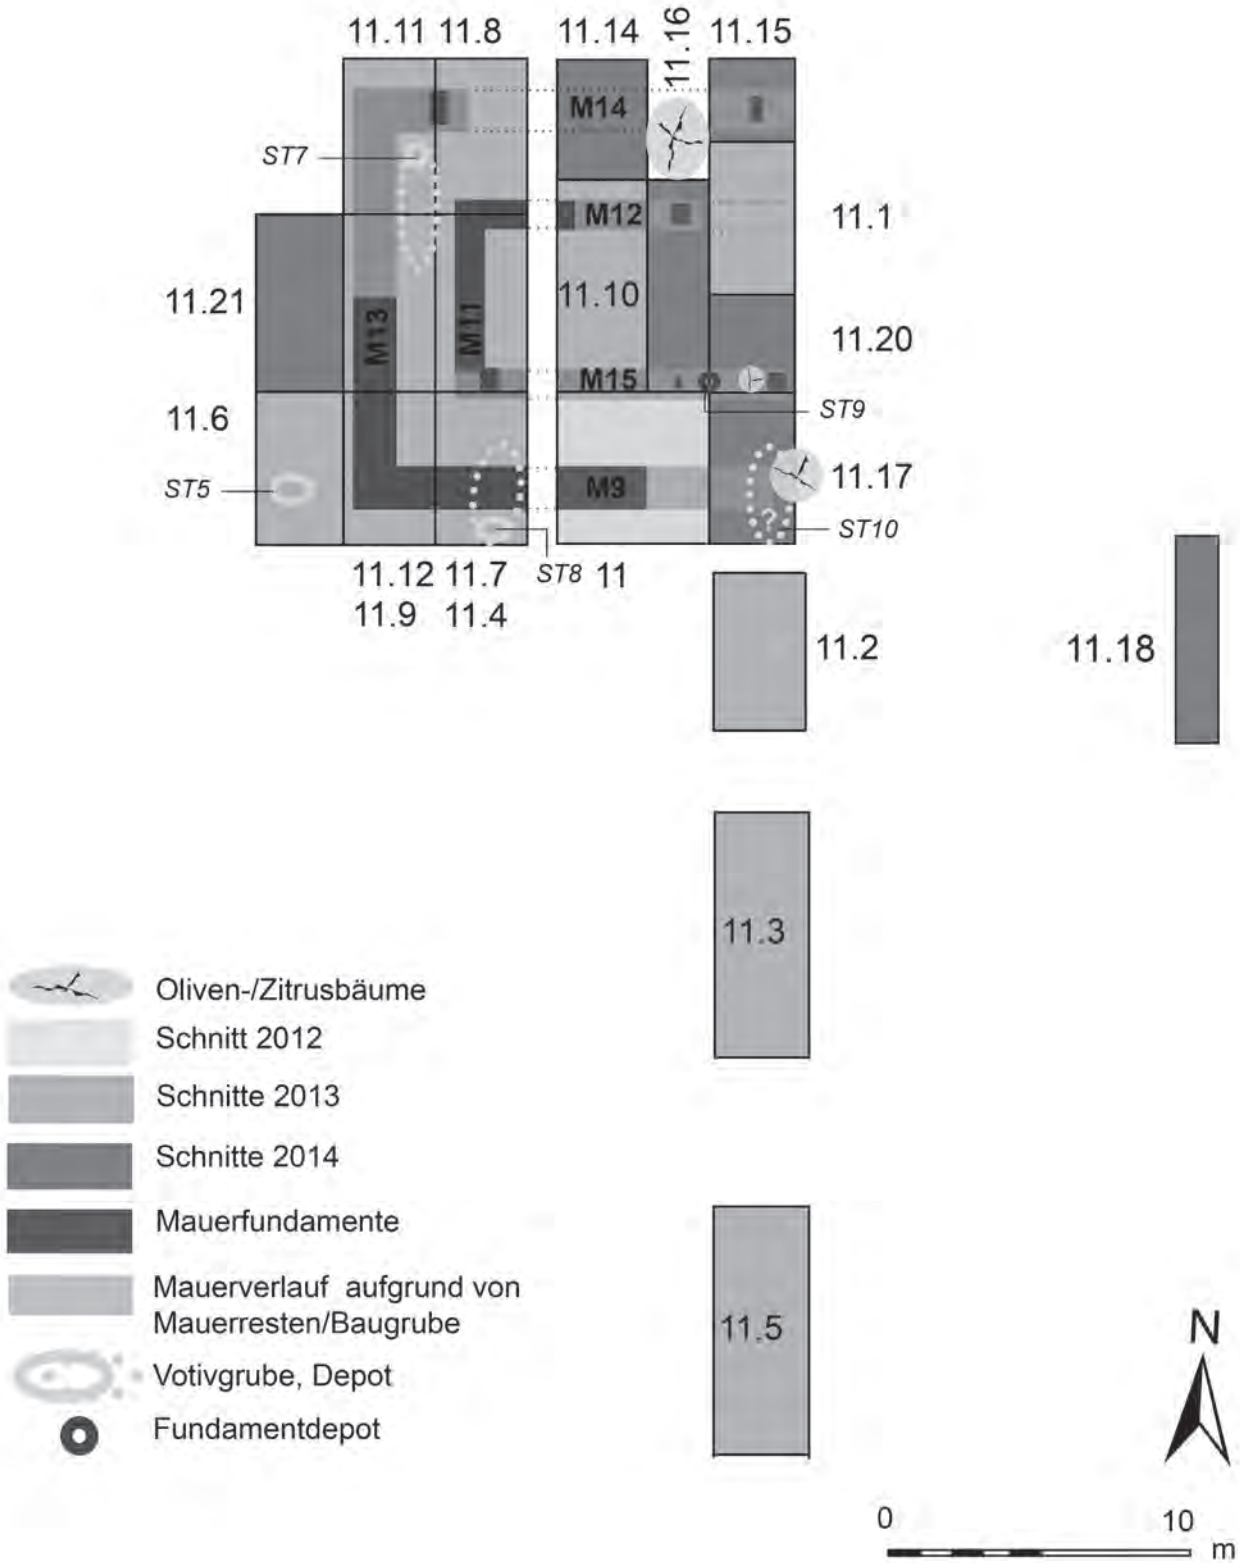 11.11 11.8 11.14 11.16 11.15
M14
ST7
M12
11.1
11.21
11.10
M13
M11
11.20
M15
ST9
11.6
ST5
M9
11.17
?
ST10
11.12 11.7 ST8 11
11.9 11.4
11.2
11.18
11.3
Oliven-/Zitrusbäume
Schnitt 2012
Schnitte 2013
Schnitte 2014
Mauerfundamente
Mauerverlauf aufgrund von
Mauerresten/Baugrube
11.5
Votivgrube, Depot
Fundamentdepot
N
0 10
m